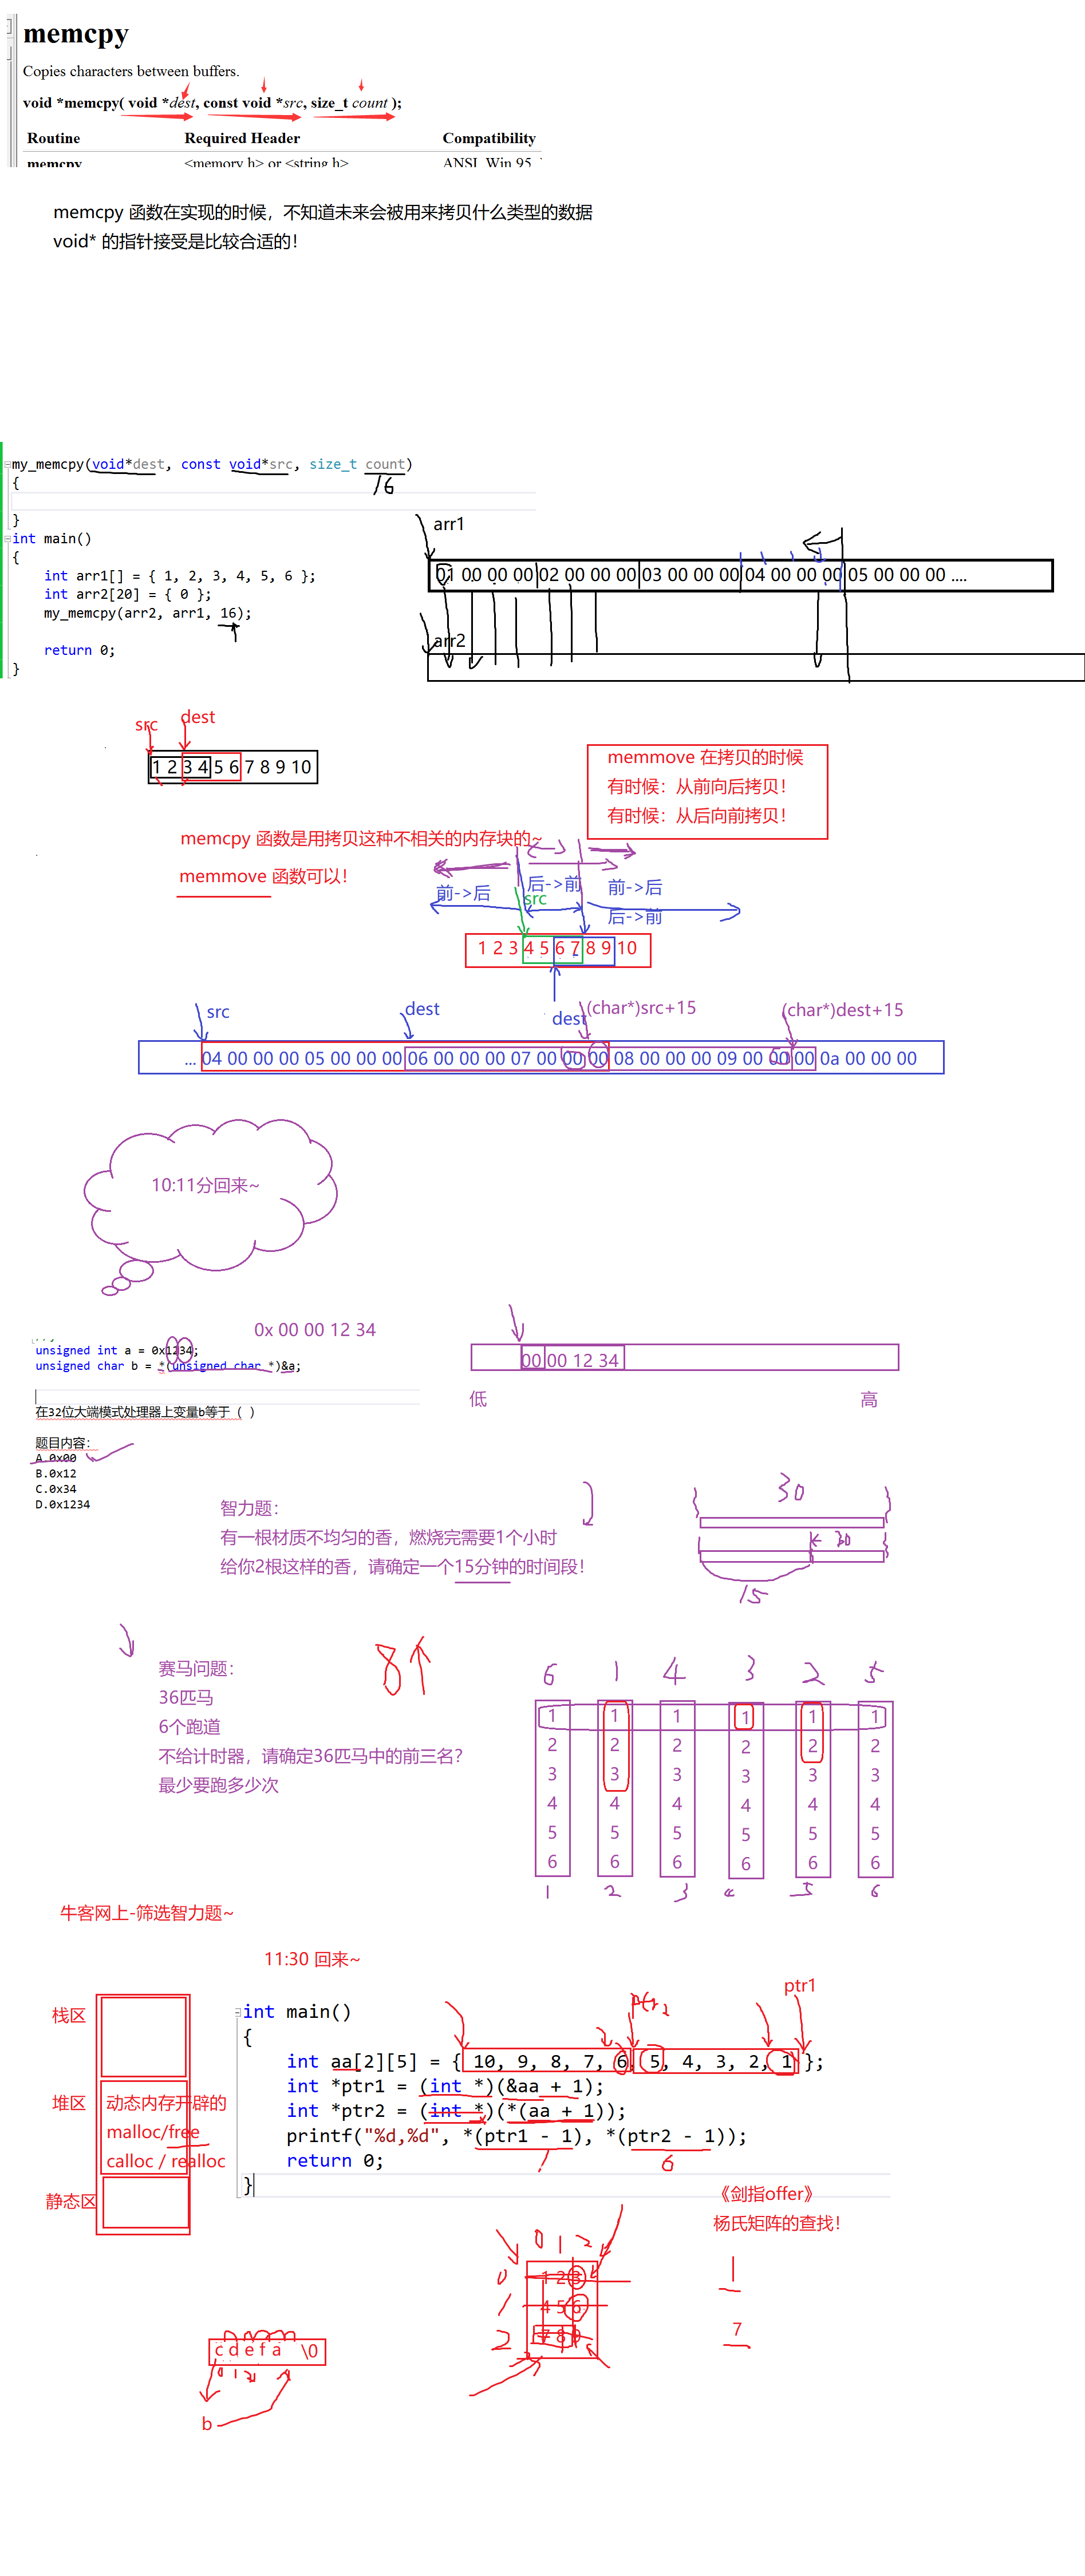 memcpy
Copies characters between buffers.
void *memcpy( void *dest, const void *src, size_t count );
Routine Required Header Compatibility
memcpy <memory.h> or <string.h> ANSI, Win 95,
memcpy 函数在实现的时候，不知道未来会被用来拷贝什么类型的数据
void* 的指针接受是比较合适的！
my_memcpy(void*dest, const void*src, size_t count)
{
16
}
int main()
{
int arr1[] = { 1, 2, 3, 4, 5, 6 };
int arr2[20] = { 0 };
my_memcpy(arr2, arr1, 16);
return 0;
}
arr1
01 00 00 00 02 00 00 00 03 00 00 00 04 00 00 00 05 00 00 00 ....
arr2
src dest
1 2 3 4 5 6 7 8 9 10
memmove 在拷贝的时候
有时候：从前向后拷贝！
有时候：从后向前拷贝！
memcpy 函数是用拷贝这种不相关的内存块的~
memmove 函数可以！
前->后 后->前 前->后
后->前
src
1 2 3 4 5 6 7 8 9 10
dest
src dest (char*)src+15 (char*)dest+15
... 04 00 00 00 05 00 00 00 06 00 00 00 07 00 00 00 08 00 00 00 09 00 00 00 0a 00 00 00
10:11分回来~
0x 00 00 12 34
unsigned int a = 0x1234;
unsigned char b = *(unsigned char *)&a;
00 00 12 34
低 高
在32位大端模式处理器上变量b等于（ ）
题目内容：
A.0x00
B.0x12
C.0x34
D.0x1234
智力题：
有一根材质不均匀的香，燃烧完需要1个小时
给你2根这样的香，请确定一个15分钟的时间段！
30
30
15
赛马问题：
36匹马
6个跑道
不给计时器，请确定36匹马中的前三名？
最少要跑多少次
8
6 1 4 3 2 5
1 1 1 1 1 1
2 2 2 2 2 2
3 3 3 3 3 3
4 4 4 4 4 4
5 5 5 5 5 5
6 6 6 6 6 6
1 2 3 4 5 6
牛客网上-筛选智力题~
11:30 回来~
栈区
堆区
动态内存开辟的
malloc/free
calloc / realloc
静态区
ptr2 ptr1
int main()
{
int aa[2][5] = { 10, 9, 8, 7, 6, 5, 4, 3, 2, 1 };
int *ptr1 = (int *)(&aa + 1);
int *ptr2 = (int *)(*(aa + 1));
printf("%d,%d", *(ptr1 - 1), *(ptr2 - 1));
1 6
return 0;
}
《剑指offer》
杨氏矩阵的查找！
0 1 2
0 1 2 3
1 4 5 6
2 7 8 9
1
7
c d e f a \0
0 1 2
b